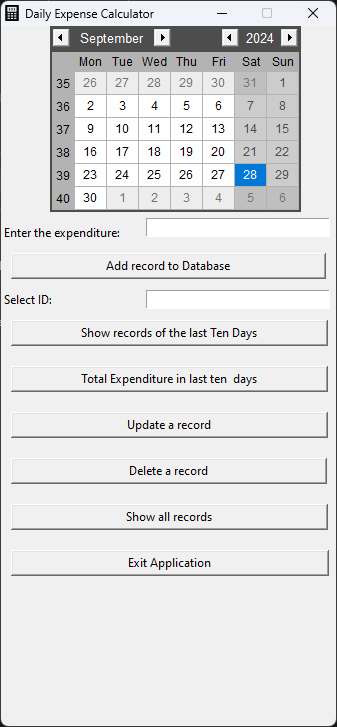 Daily Expense Calculator
September 2024
Mon Tue Wed Thu Fri Sat Sun
35 26 27 28 29 30 31 1
36 2 3 4 5 6 7 8
37 9 10 11 12 13 14 15
38 16 17 18 19 20 21 22
39 23 24 25 26 27 28 29
40 30 1 2 3 4 5 6
Enter the expenditure:
Add record to Database
Select ID:
Show records of the last Ten Days
Total Expenditure in last ten  days
Update a record
Delete a record
Show all records
Exit Application